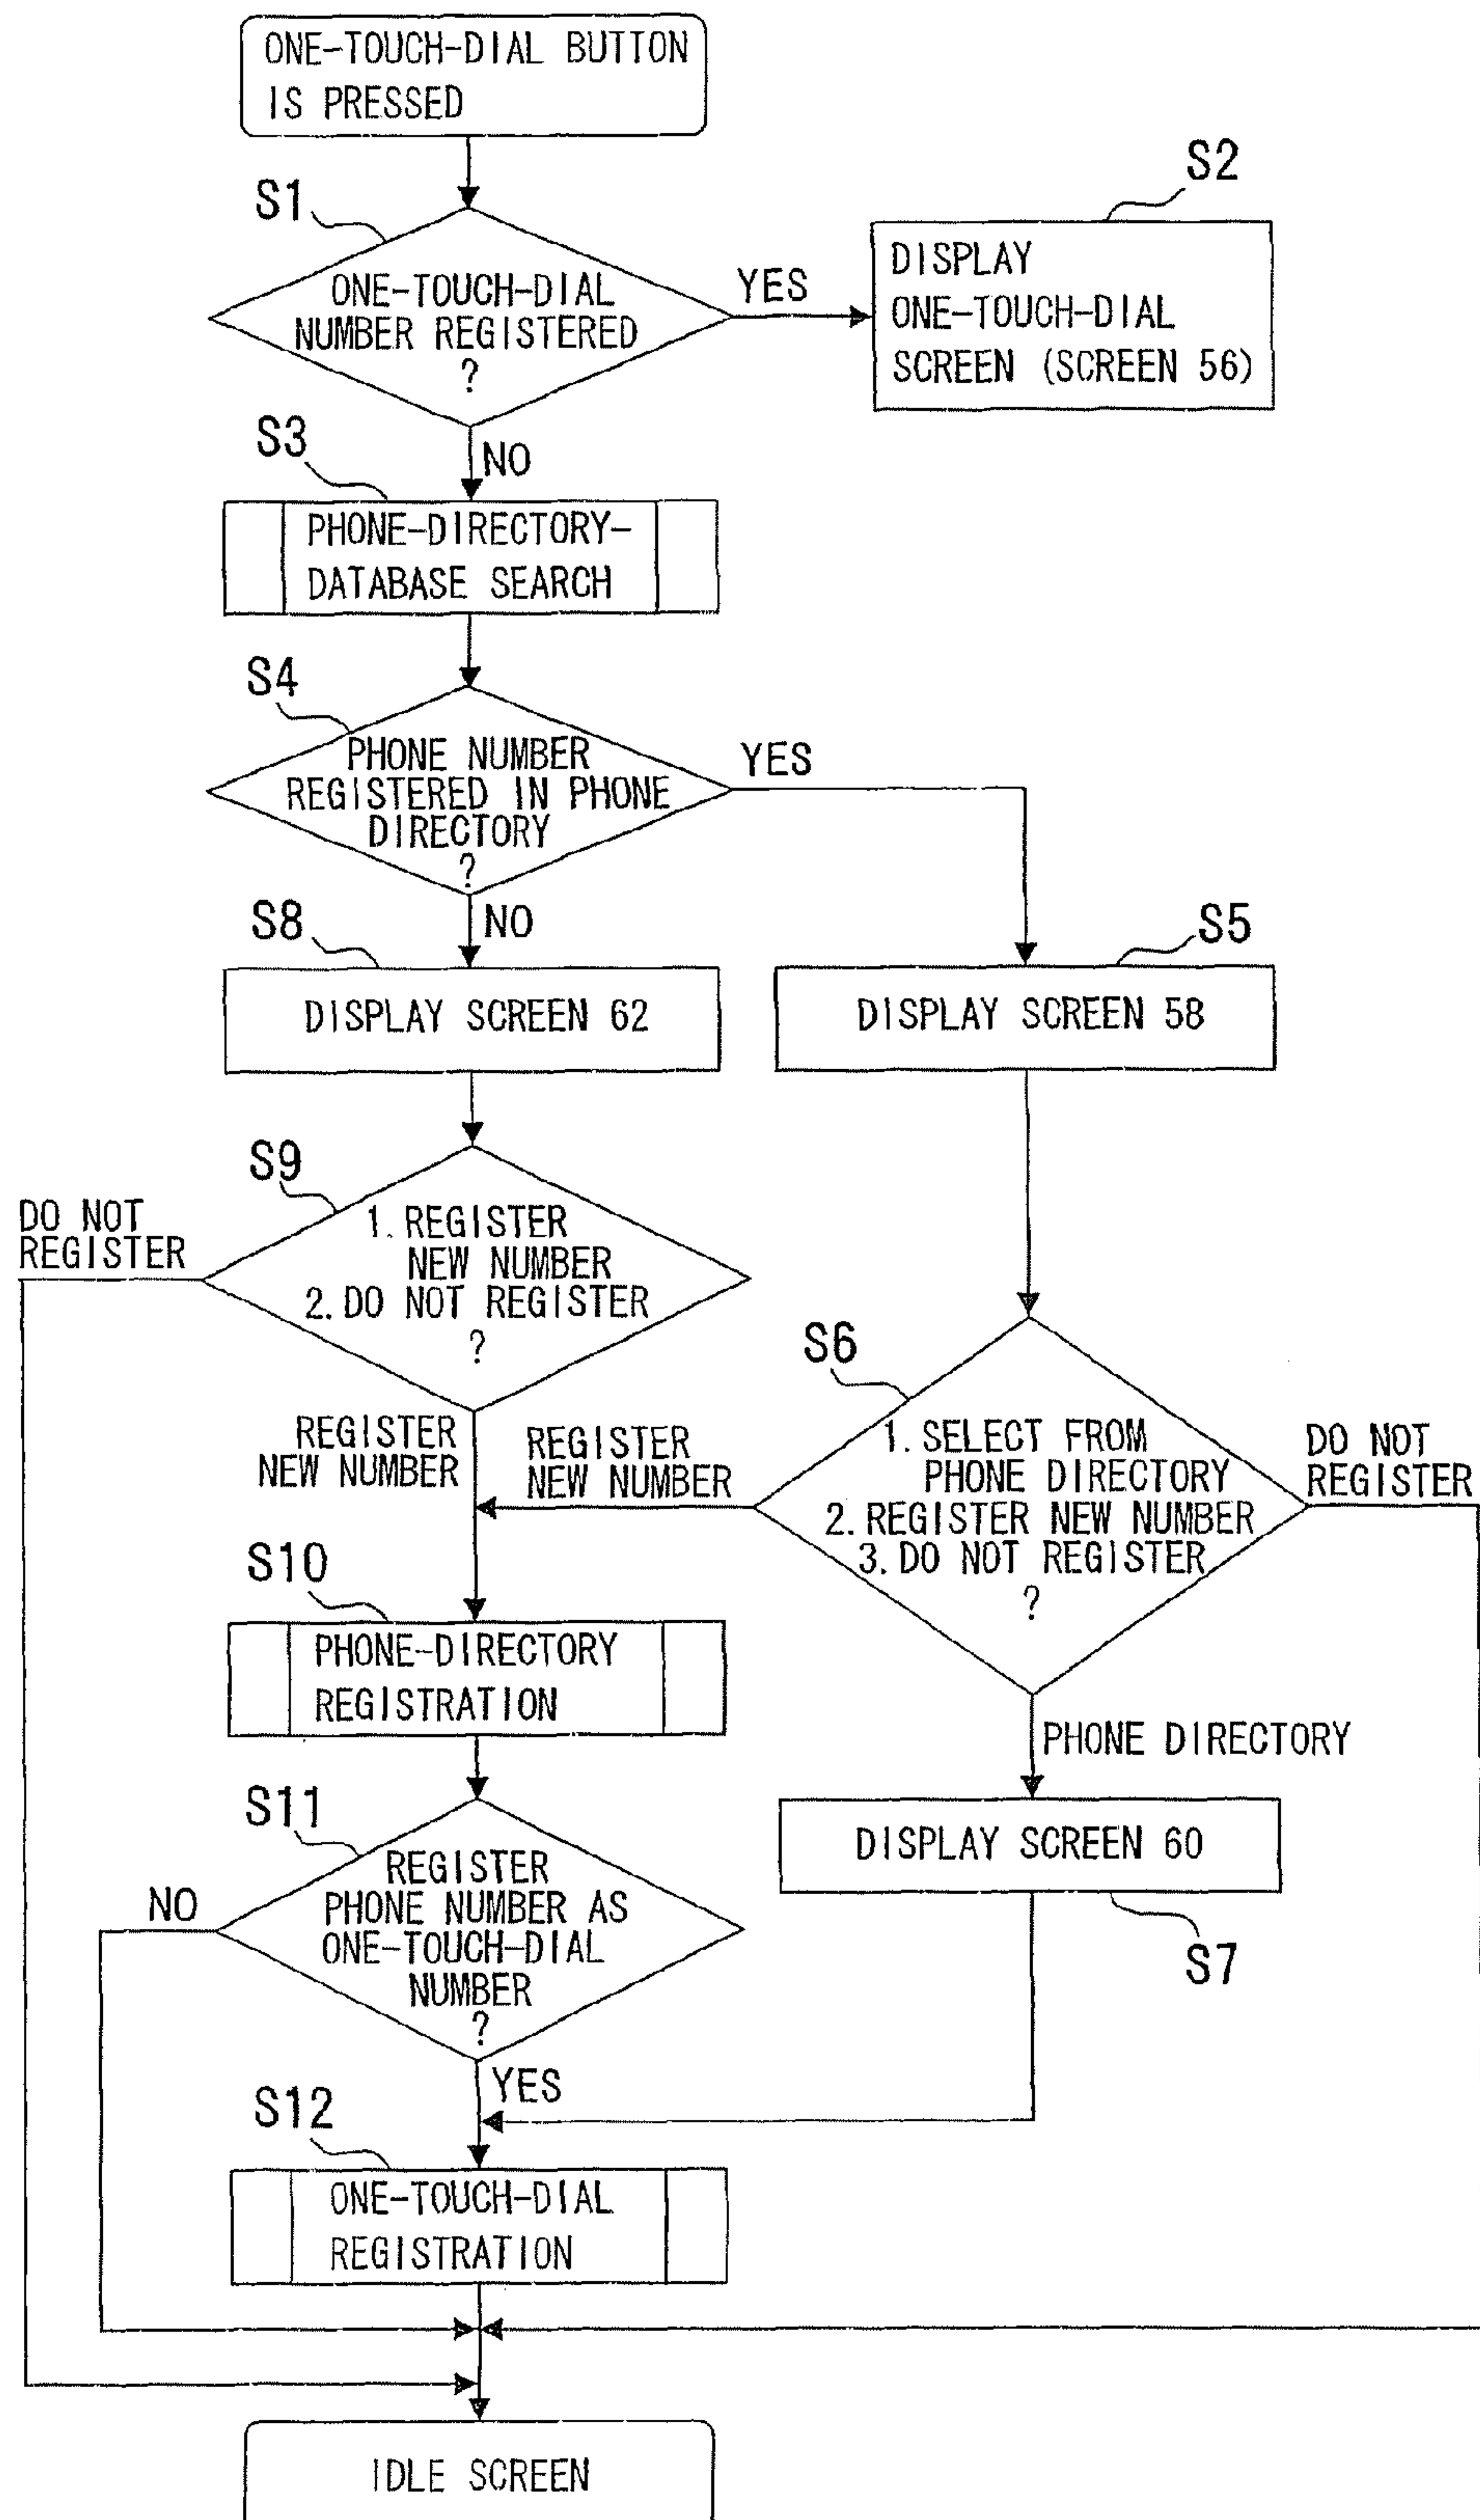 ONE-TOUCH-DIAL BUTTON
IS PRESSED
S1
ONE-TOUCH-DIAL
NUMBER REGISTERED
?
YES
S2
DISPLAY
ONE-TOUCH-DIAL
SCREEN (SCREEN 56)
NO
S3
PHONE-DIRECTORY-
DATABASE SEARCH
S4
PHONE NUMBER
REGISTERED IN PHONE
DIRECTORY
?
YES
NO
S8
DISPLAY SCREEN 62
S5
DISPLAY SCREEN 58
S9
1. REGISTER
NEW NUMBER
2. DO NOT REGISTER
?
DO NOT
REGISTER
S6
1. SELECT FROM
PHONE DIRECTORY
2. REGISTER NEW NUMBER
3. DO NOT REGISTER
?
DO NOT
REGISTER
REGISTER
NEW NUMBER
REGISTER
NEW NUMBER
S10
PHONE-DIRECTORY
REGISTRATION
PHONE DIRECTORY
DISPLAY SCREEN 60
S7
S11
REGISTER
PHONE NUMBER AS
ONE-TOUCH-DIAL
NUMBER
?
NO
YES
S12
ONE-TOUCH-DIAL
REGISTRATION
IDLE SCREEN